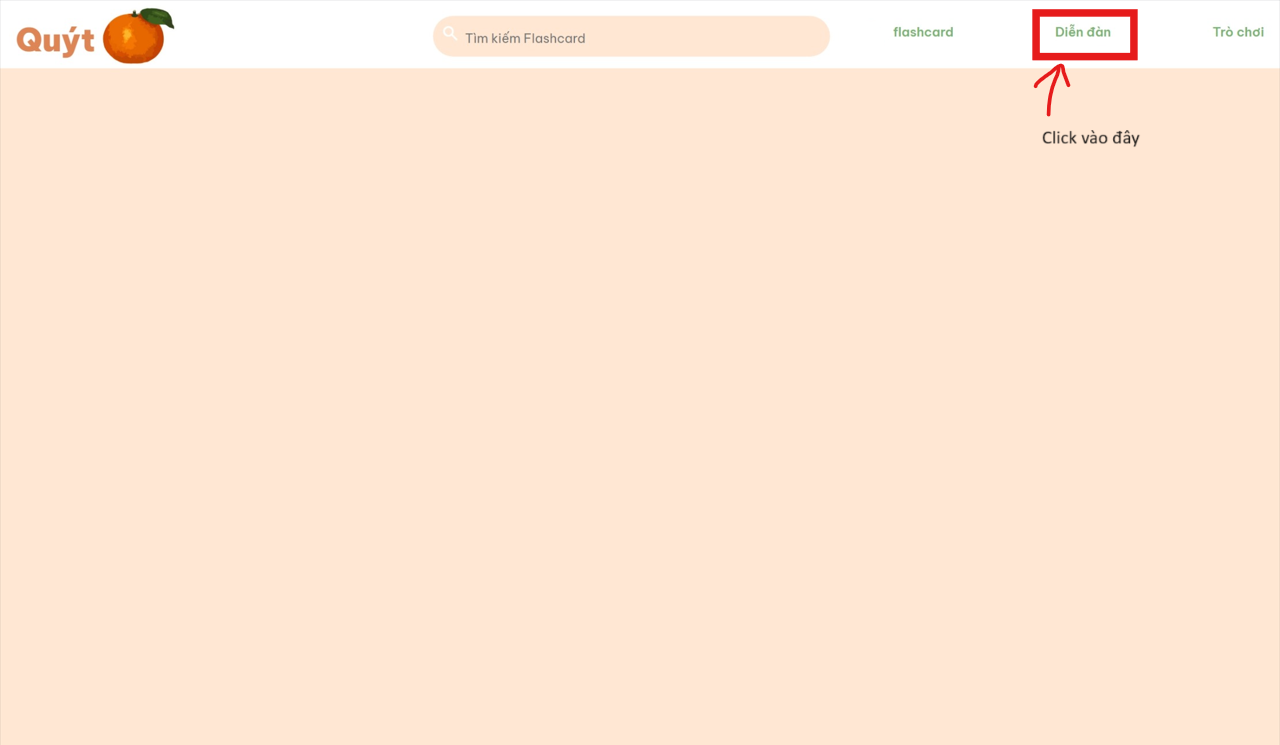 Quýt
Tìm kiếm Flashcard
flashcard
Diễn đàn
Trò chơi
Click vào đây